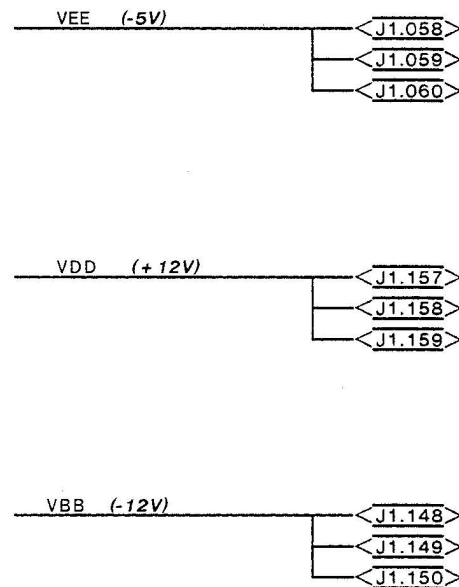 VEE (-5V) J1.058
J1.059
J1.060
VDD (+12V) J1.157
J1.158
J1.159
VBB (-12V) J1.148
J1.149
J1.150